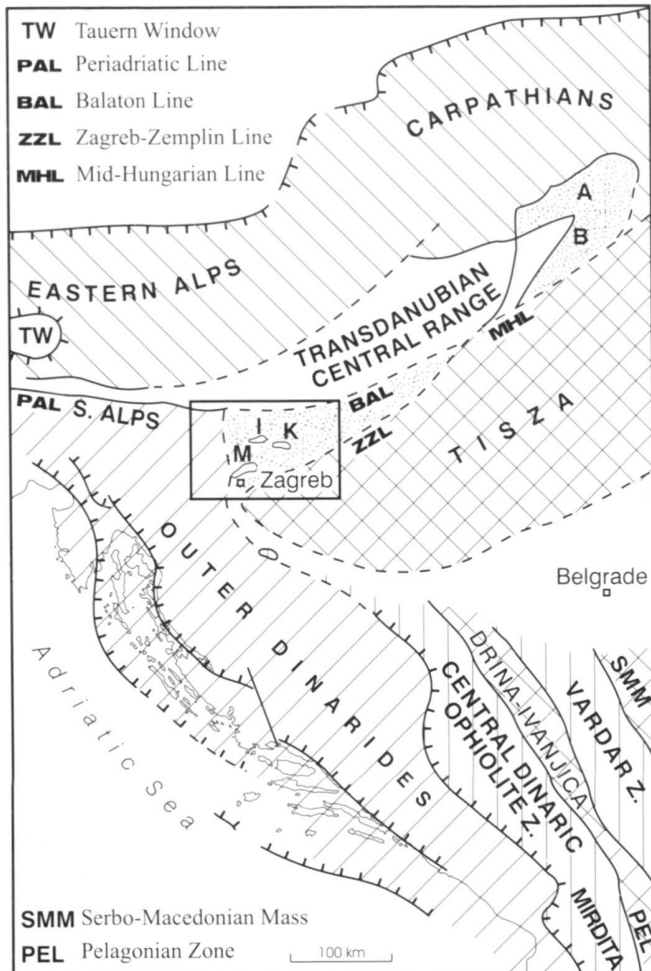 TW Tauern Window
PAL Periadriatic Line
BAL Balaton Line
ZZL Zagreb-Zemplin Line
MHL Mid-Hungarian Line
CARPATHIANS
A
B
EASTERN ALPS
TW
TRANSDANUBIAN
CENTRAL RANGE
MHL
PAL S. ALPS
BAL
ZZL
TISZA
I
K
M
Zagreb
OUTER DINARIDES
Belgrade
Adriatic Sea
CENTRAL DINARIC
OPHIOLITE Z.
DRINA-IVANJICA
VARDAR Z.
SMM
MIRDITA
PEL
SMM Serbo-Macedonian Mass
PEL Pelagonian Zone
100 km